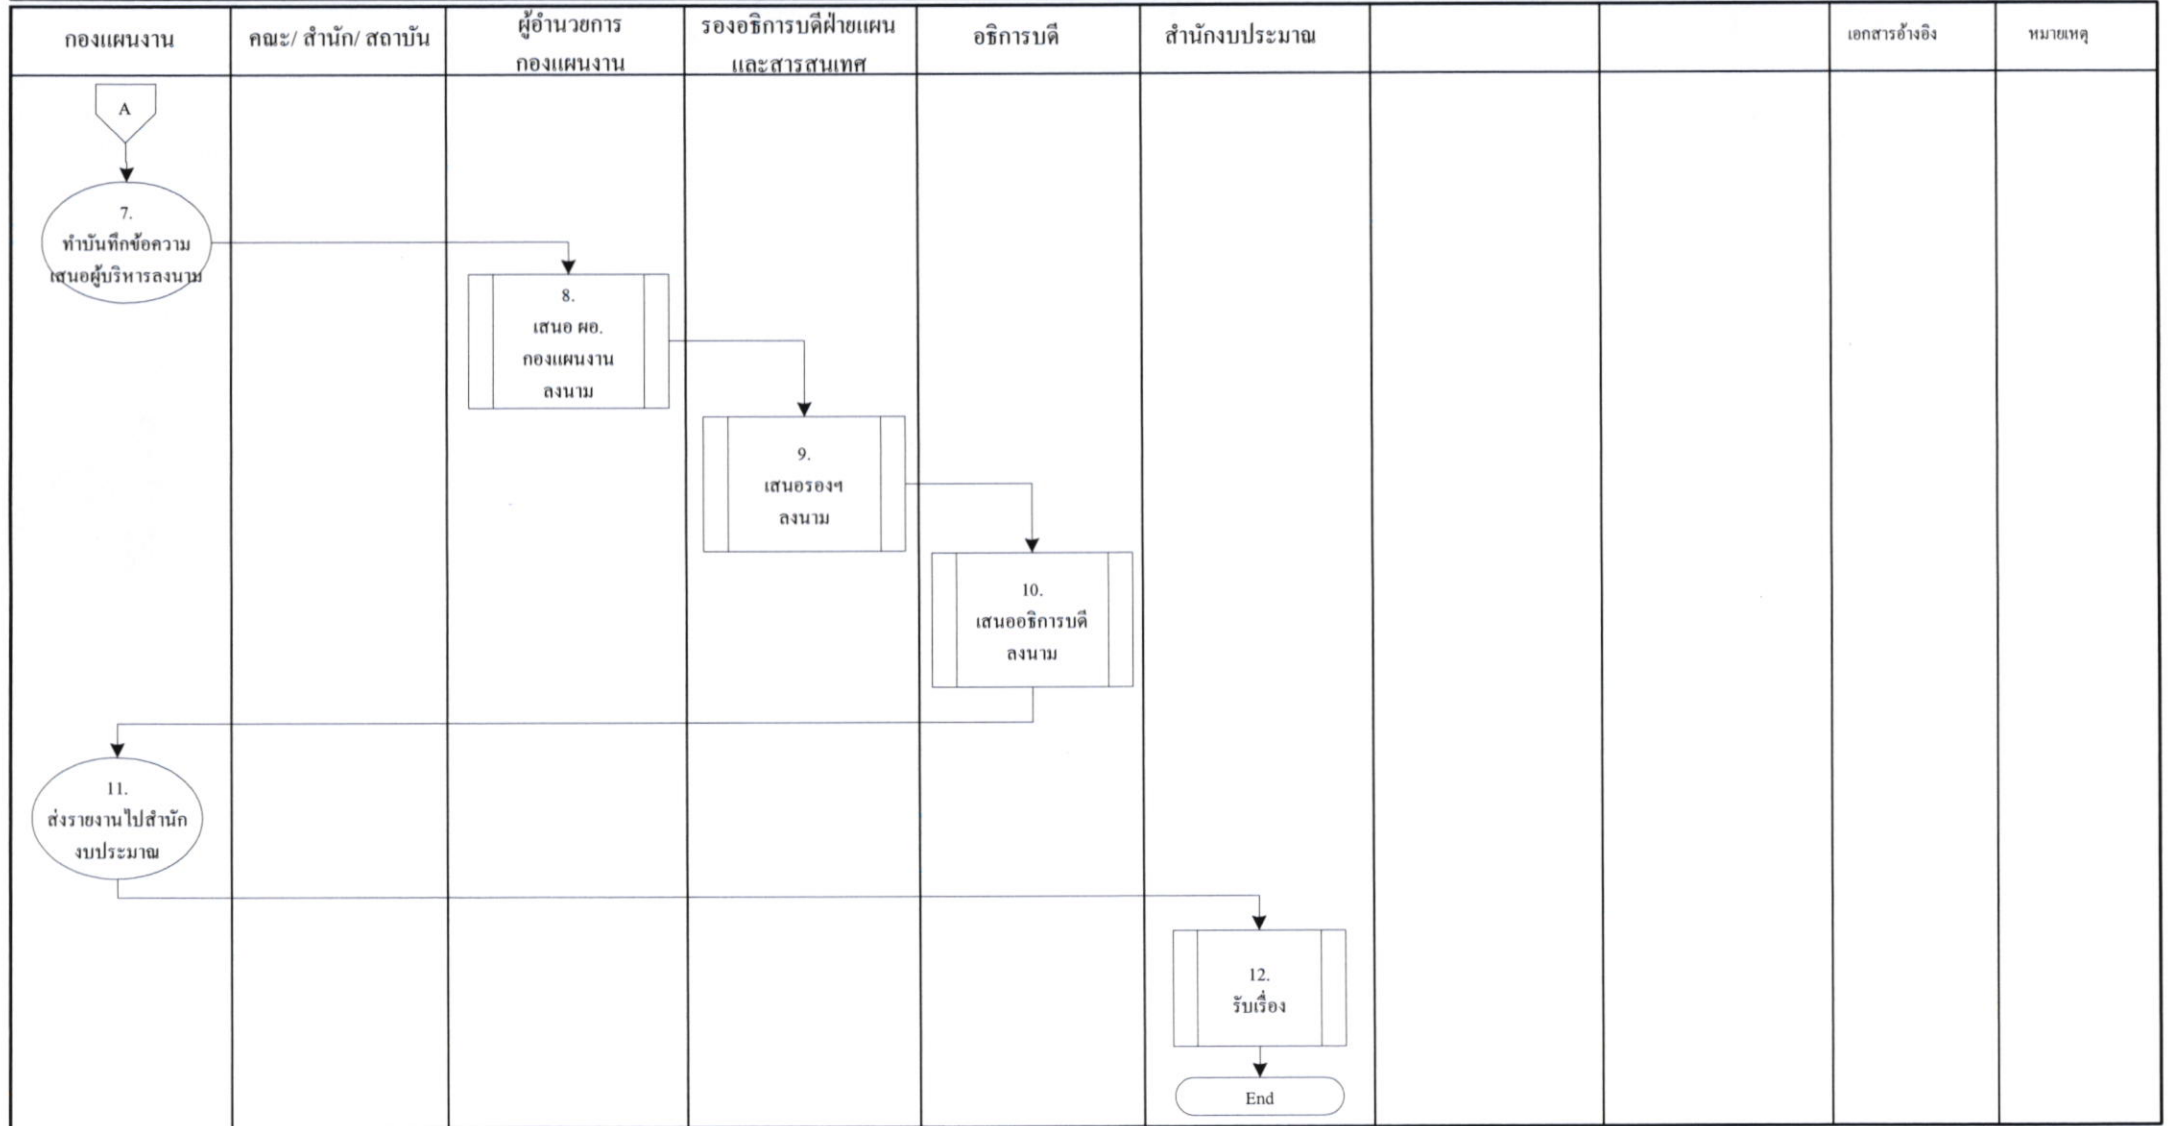 กองแผนงาน
คณะ/ สำนัก/ สถาบัน
ผู้อำนวยการ
กองแผนงาน
รองอธิการบดีฝ่ายแผน
และสารสนเทศ
อธิการบดี
สำนักงบประมาณ
เอกสารอ้างอิง
หมายเหตุ
A
7.
ทำบันทึกข้อความ
เสนอผู้บริหารลงนาม
8.
เสนอ ผอ.
กองแผนงาน
ลงนาม
9.
เสนอรองฯ
ลงนาม
10.
เสนออธิการบดี
ลงนาม
11.
ส่งรายงานไปสำนัก
งบประมาณ
12.
รับเรื่อง
End